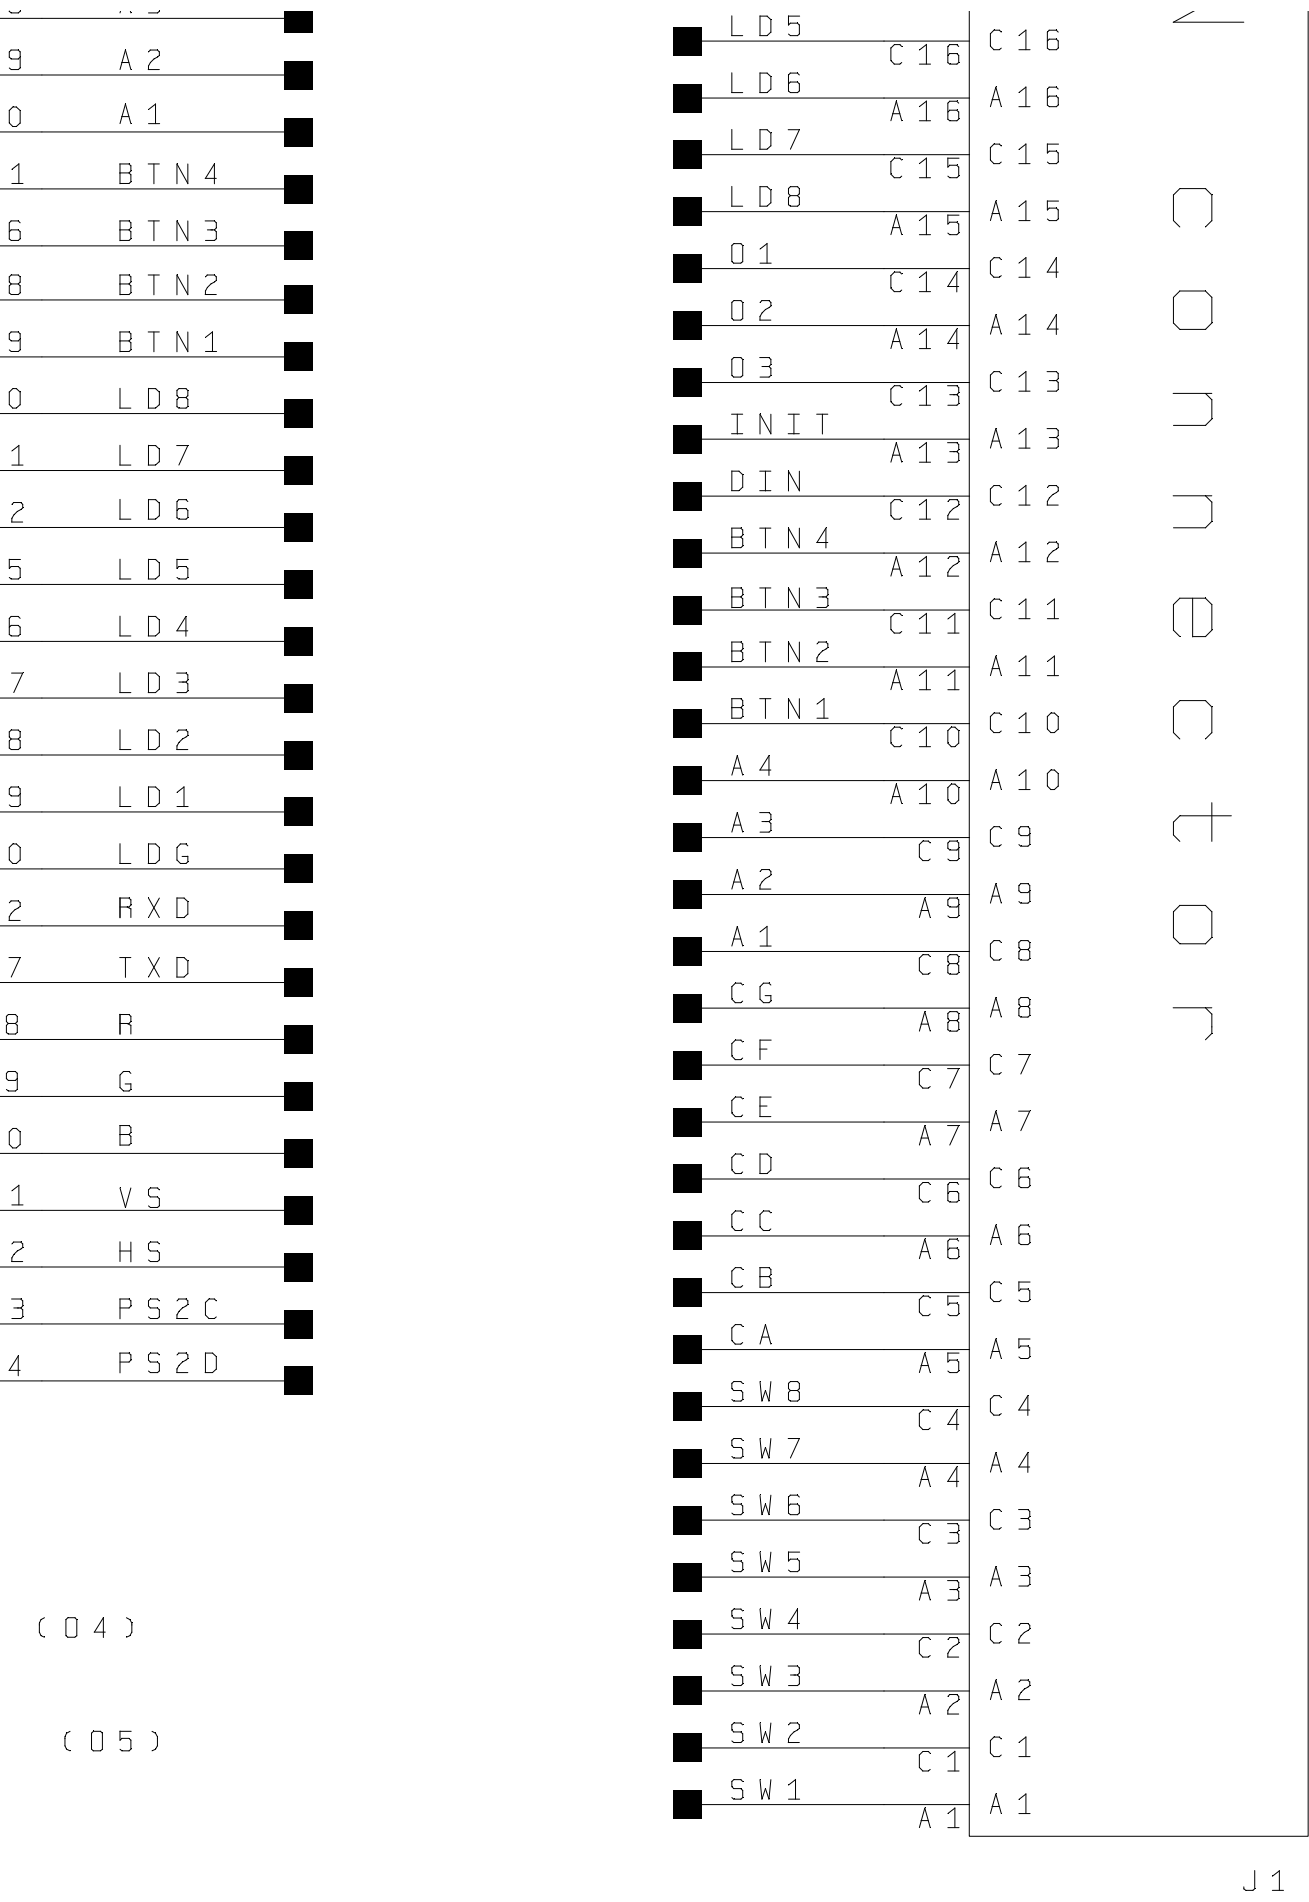 9 A2
0 A1
1 BTN4
6 BTN3
8 BTN2
9 BTN1
0 LD8
1 LD7
2 LD6
5 LD5
6 LD4
7 LD3
8 LD2
9 LD1
0 LDG
2 RXD
7 TXD
8 R
9 G
0 B
1 VS
2 HS
3 PS2C
4 PS2D
(04)
(05)
LD5 C16 C16
LD6 A16 A16
LD7 C15 C15
LD8 A15 A15
O1 C14 C14
O2 A14 A14
O3 C13 C13
INIT A13 A13
DIN C12 C12
BTN4 A12 A12
BTN3 C11 C11
BTN2 A11 A11
BTN1 C10 C10
A4 A10 A10
A3 C9 C9
A2 A9 A9
A1 C8 C8
CG A8 A8
CF C7 C7
CE A7 A7
CD C6 C6
CC A6 A6
CB C5 C5
CA A5 A5
SW8 C4 C4
SW7 A4 A4
SW6 C3 C3
SW5 A3 A3
SW4 C2 C2
SW3 A2 A2
SW2 C1 C1
SW1 A1 A1
Connector
J1